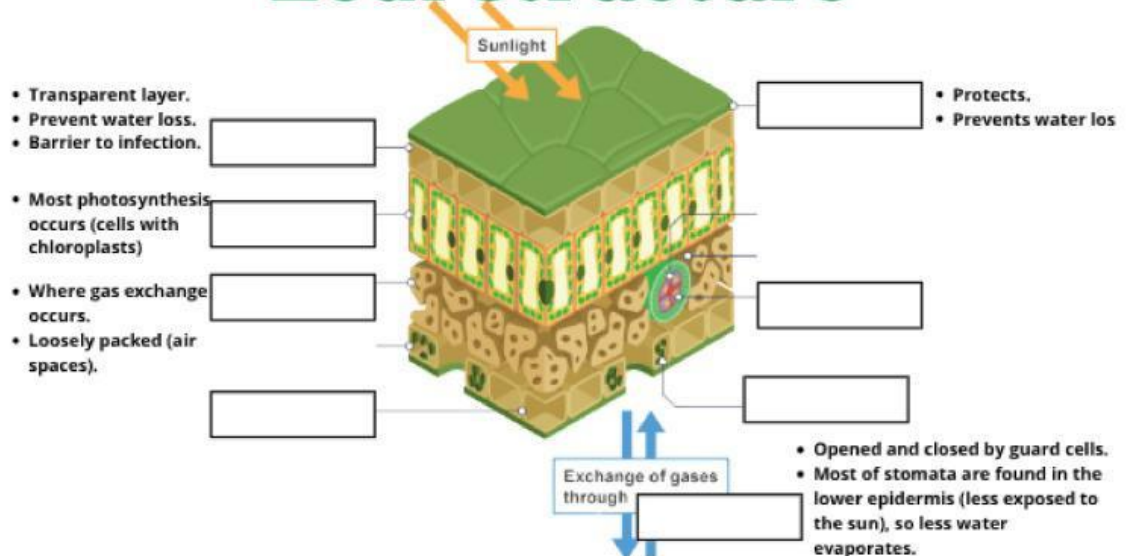 Leaf Structure
Sunlight
• Transparent layer.
• Prevent water loss.
• Barrier to infection.
• Protects.
• Prevents water los
• Most photosynthesis
occurs (cells with
chloroplasts)
• Where gas exchange
occurs.
• Loosely packed (air
spaces).
Exchange of gases
through
• Opened and closed by guard cells.
• Most of stomata are found in the
lower epidermis (less exposed to
the sun), so less water
evaporates.